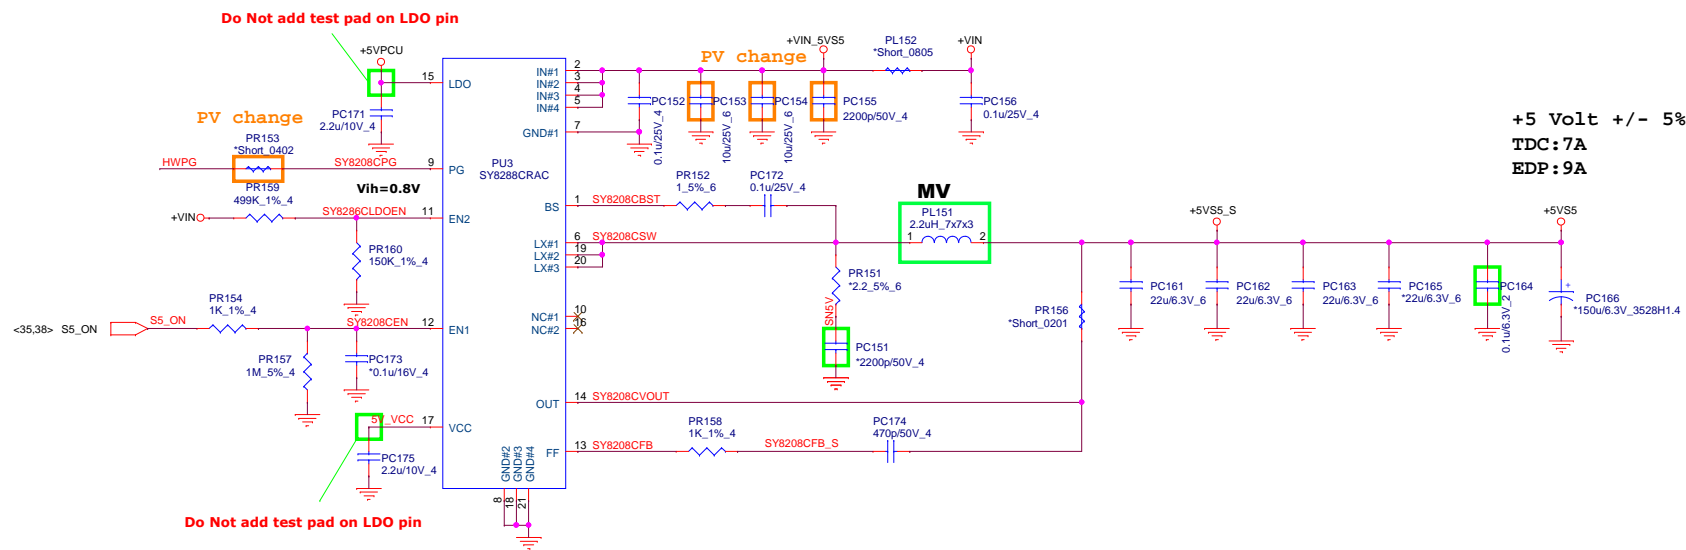 Do Not add test pad on LDO pin
+5VPCU
15
LDO
PC171
2.2u/10V_4
PV change
PR153
*Short_0402
HWPG
SY8208CPG
9
PG
PR159
499K_1%_4
Vih=0.8V
+VIN
SY8286CLDOEN
11
EN2
PR160
150K_1%_4
PR154
1K_1%_4
<35,38>
S5_ON
S5_ON
SY8208CEN
12
EN1
PR157
1M_5%_4
PC173
*0.1u/16V_4
5V_VCC
17
VCC
PC175
2.2u/10V_4
Do Not add test pad on LDO pin
PU3
SY8288CRAC
IN#1
2
IN#2
3
IN#3
4
IN#4
5
GND#1
7
BS
1
LX#1
6
LX#2
19
LX#3
20
NC#1
10
NC#2
16
OUT
14
FF
13
GND#2
GND#3
GND#4
8
18
21
+VIN_5VS5
PL152
*Short_0805
+VIN
PV change
PC152
0.1u/25V_4
PC153
10u/25V_6
PC154
10u/25V_6
PC155
2200p/50V_4
PC156
0.1u/25V_4
SY8208CBST
PR152
1_5%_6
PC172
0.1u/25V_4
SY8208CSW
MV
PL151
2.2uH_7x7x3
1
2
PR151
*2.2_5%_6
SN5V
PC151
*2200p/50V_4
PR156
*Short_0201
SY8208CVOUT
SY8208CFB
PR158
1K_1%_4
SY8208CFB_S
PC174
470p/50V_4
+5VS5_S
+5VS5
PC161
22u/6.3V_6
PC162
22u/6.3V_6
PC163
22u/6.3V_6
PC165
*22u/6.3V_6
PC164
0.1u/6.3V_2
+
PC166
*150u/6.3V_3528H1.4
+5 Volt +/- 5%
TDC:7A
EDP:9A